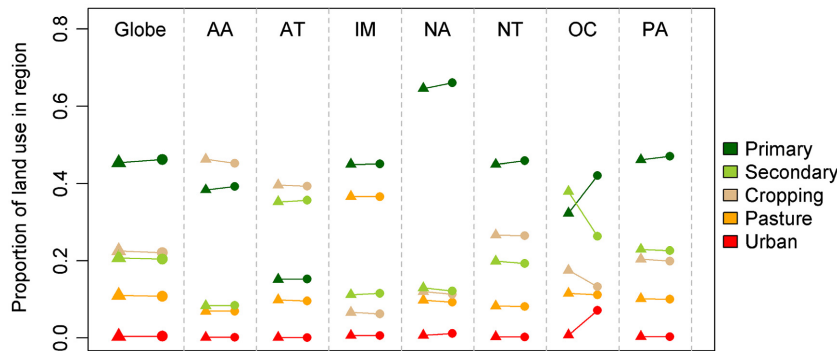 Proportion of land use in region
0.8
0.6
0.4
0.2
0.0
Globe AA AT IM NA NT OC PA
Primary
Secondary
Cropping
Pasture
Urban